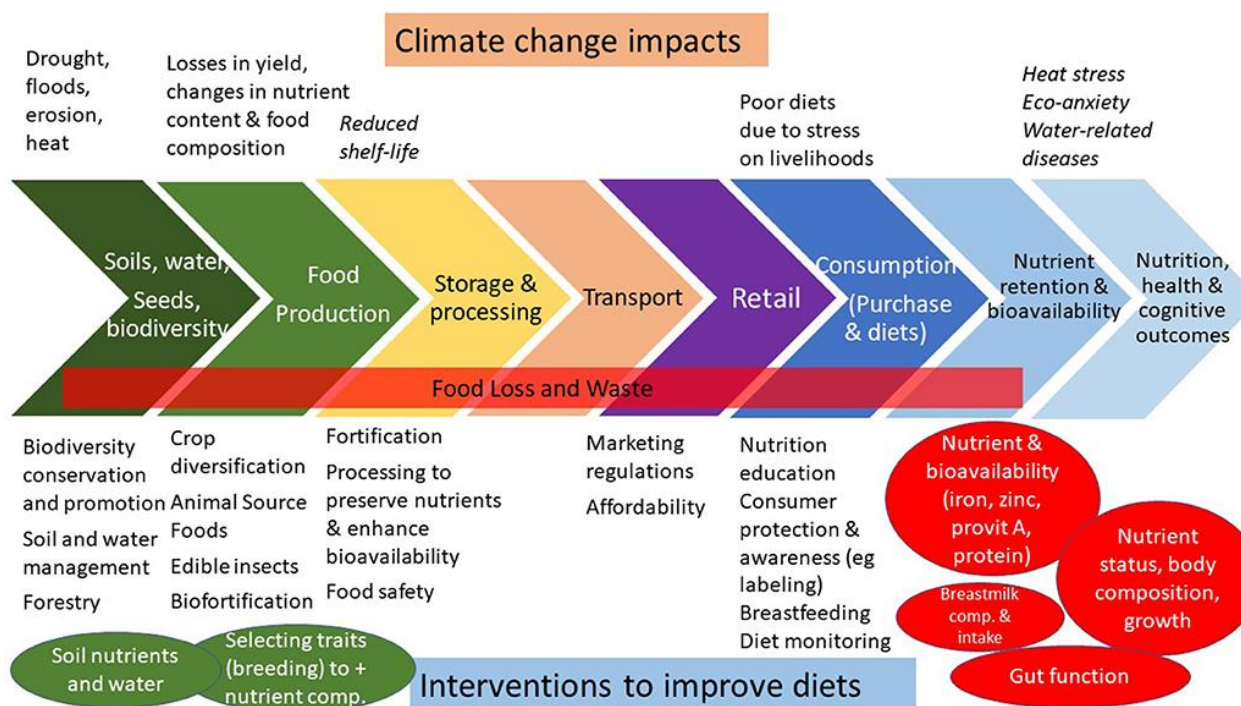 Climate change impacts
Drought,
floods,
erosion,
heat
Losses in yield,
changes in nutrient
content & food
composition
Reduced
shelf-life
Poor diets
due to stress
on livelihoods
Heat stress
Eco-anxiety
Water-related
diseases
Soils, water,
Seeds,
biodiversity
Food
Production
Storage &
processing
Transport
Retail
Consumption
(Purchase
& diets)
Nutrient
retention &
bioavailability
Nutrition,
health &
cognitive
outcomes
Food Loss and Waste
Biodiversity
conservation
and promotion
Soil and water
management
Forestry
Crop
diversification
Animal Source
Foods
Edible insects
Biofortification
Fortification
Processing to
preserve nutrients
& enhance
bioavailability
Food safety
Marketing
regulations
Affordability
Nutrition
education
Consumer
protection &
awareness (eg
labeling)
Breastfeeding
Diet monitoring
Nutrient &
bioavailability
(iron, zinc,
provit A,
protein)
Nutrient
status, body
composition,
growth
Breastmilk
comp. &
intake
Gut function
Soil nutrients
and water
Selecting traits
(breeding) to +
nutrient comp.
Interventions to improve diets